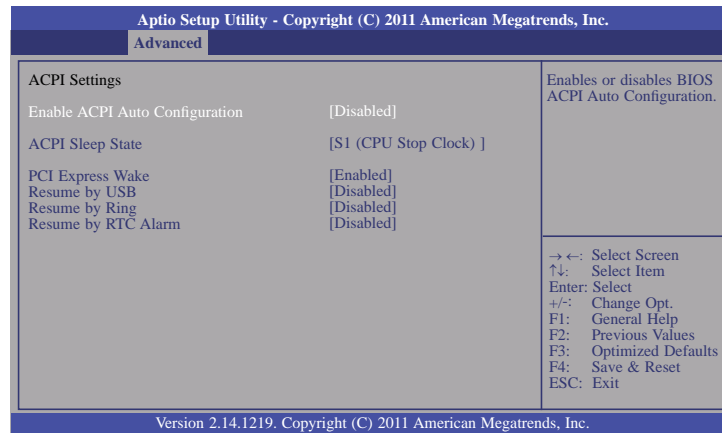 Aptio Setup Utility - Copyright (C) 2011 American Megatrends, Inc.
Advanced
ACPI Settings
Enable ACPI Auto Configuration [Disabled]
ACPI Sleep State [S1 (CPU Stop Clock) ]
PCI Express Wake [Enabled]
Resume by USB [Disabled]
Resume by Ring [Disabled]
Resume by RTC Alarm [Disabled]
Enables or disables BIOS
ACPI Auto Configuration.
→ ←: Select Screen
↑↓: Select Item
Enter: Select
+/-: Change Opt.
F1: General Help
F2: Previous Values
F3: Optimized Defaults
F4: Save & Reset
ESC: Exit
Version 2.14.1219. Copyright (C) 2011 American Megatrends, Inc.